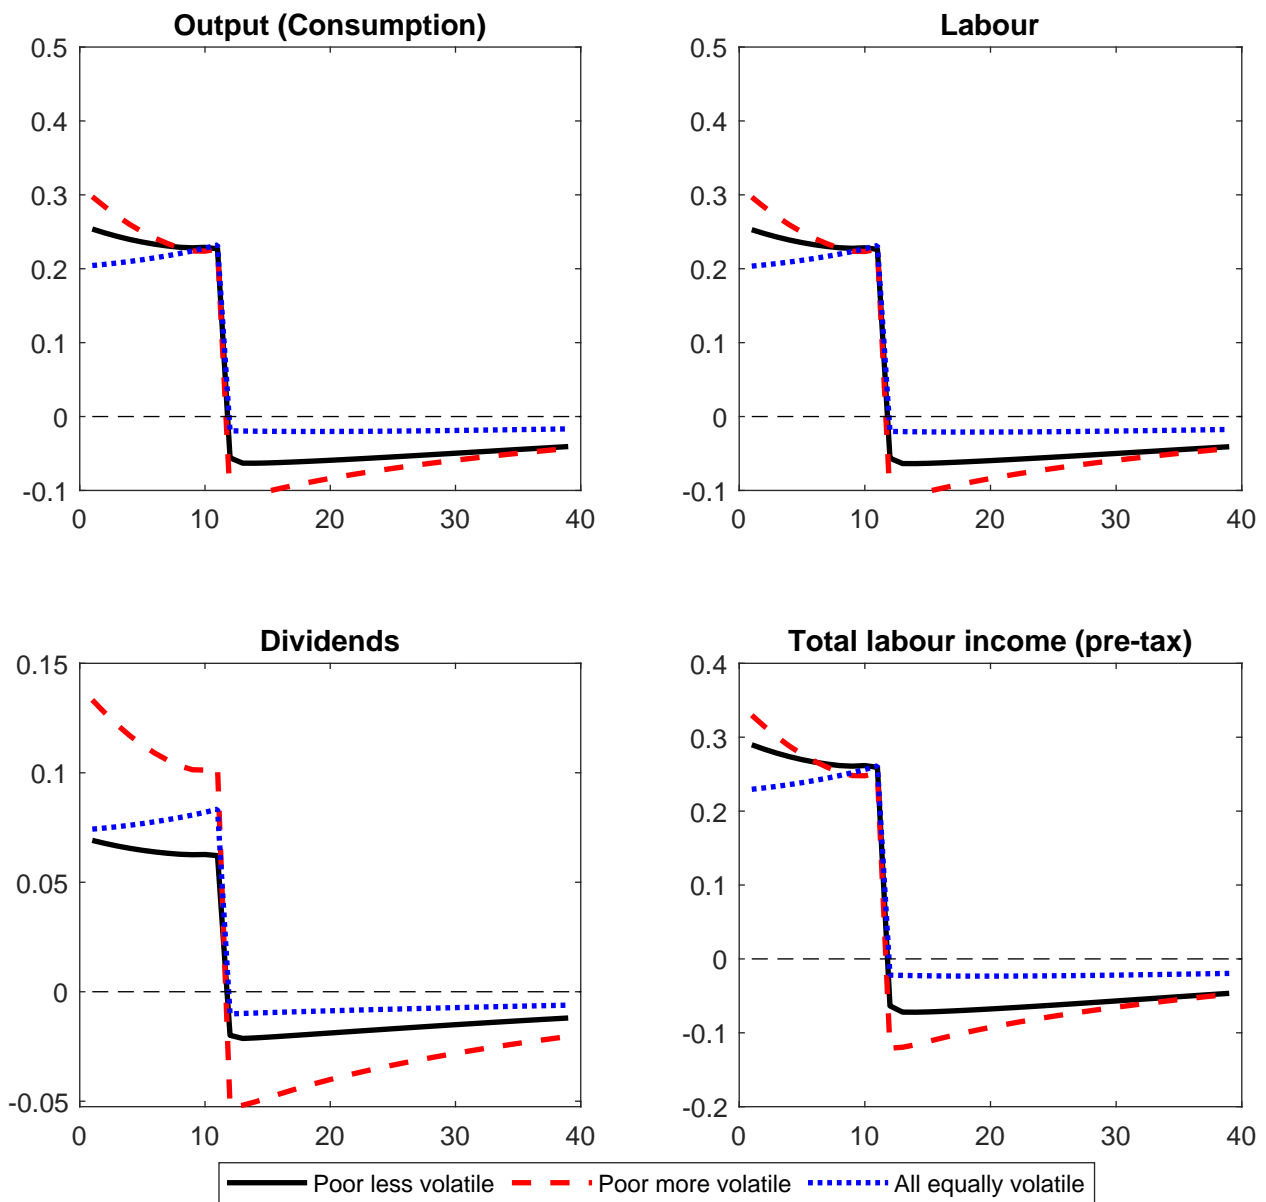 Output (Consumption)
0.5
0.4
0.3
0.2
0.1
0
-0.1
0 10 20 30 40
Labour
0.5
0.4
0.3
0.2
0.1
0
-0.1
0 10 20 30 40
Dividends
0.15
0.1
0.05
0
-0.05
0 10 20 30 40
Total labour income (pre-tax)
0.4
0.3
0.2
0.1
0
-0.1
-0.2
0 10 20 30 40
Poor less volatile Poor more volatile All equally volatile